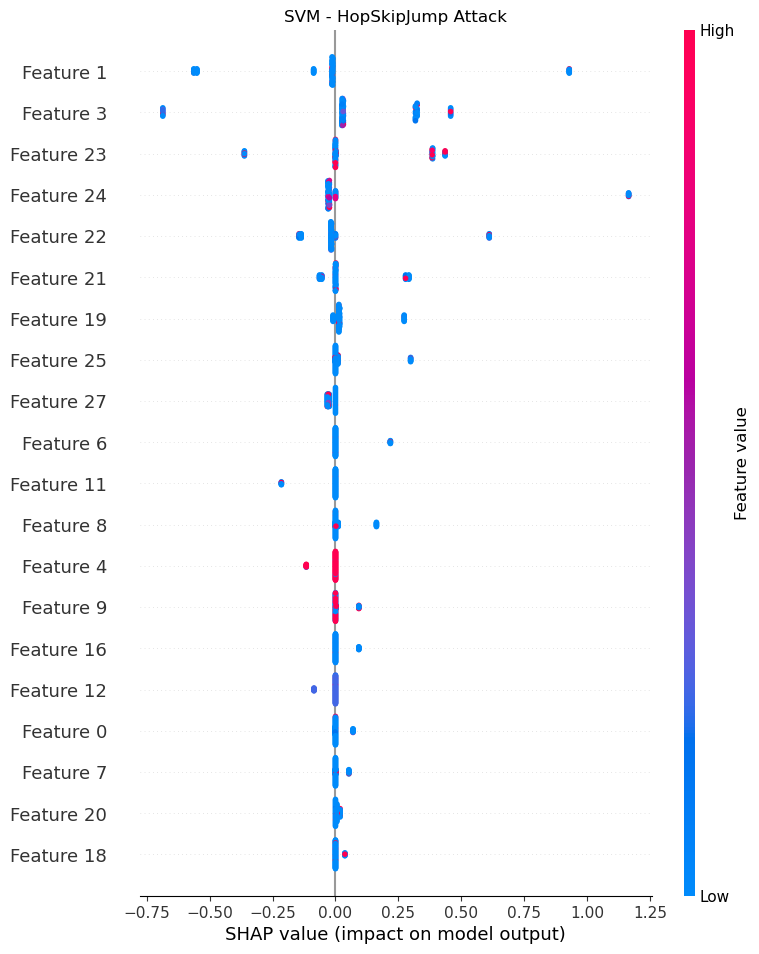 SVM - HopSkipJump Attack
High
Feature 1
Feature 3
Feature 23
Feature 24
Feature 22
Feature 21
Feature 19
Feature 25
Feature 27
Feature 6
Feature 11
Feature 8
Feature 4
Feature 9
Feature 16
Feature 12
Feature 0
Feature 7
Feature 20
Feature 18
Feature value
Low
−0.75 −0.50 −0.25 0.00 0.25 0.50 0.75 1.00 1.25
SHAP value (impact on model output)